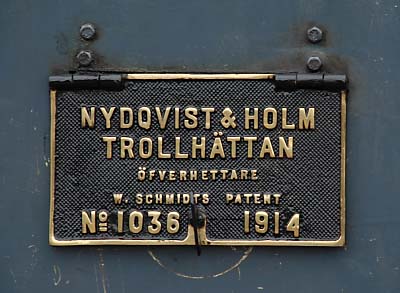 NYDQVIST & HOLM
TROLLHÄTTAN
ÖFVERHETTARE
W. SCHMIDTS PATENT
Nº 1036 1914